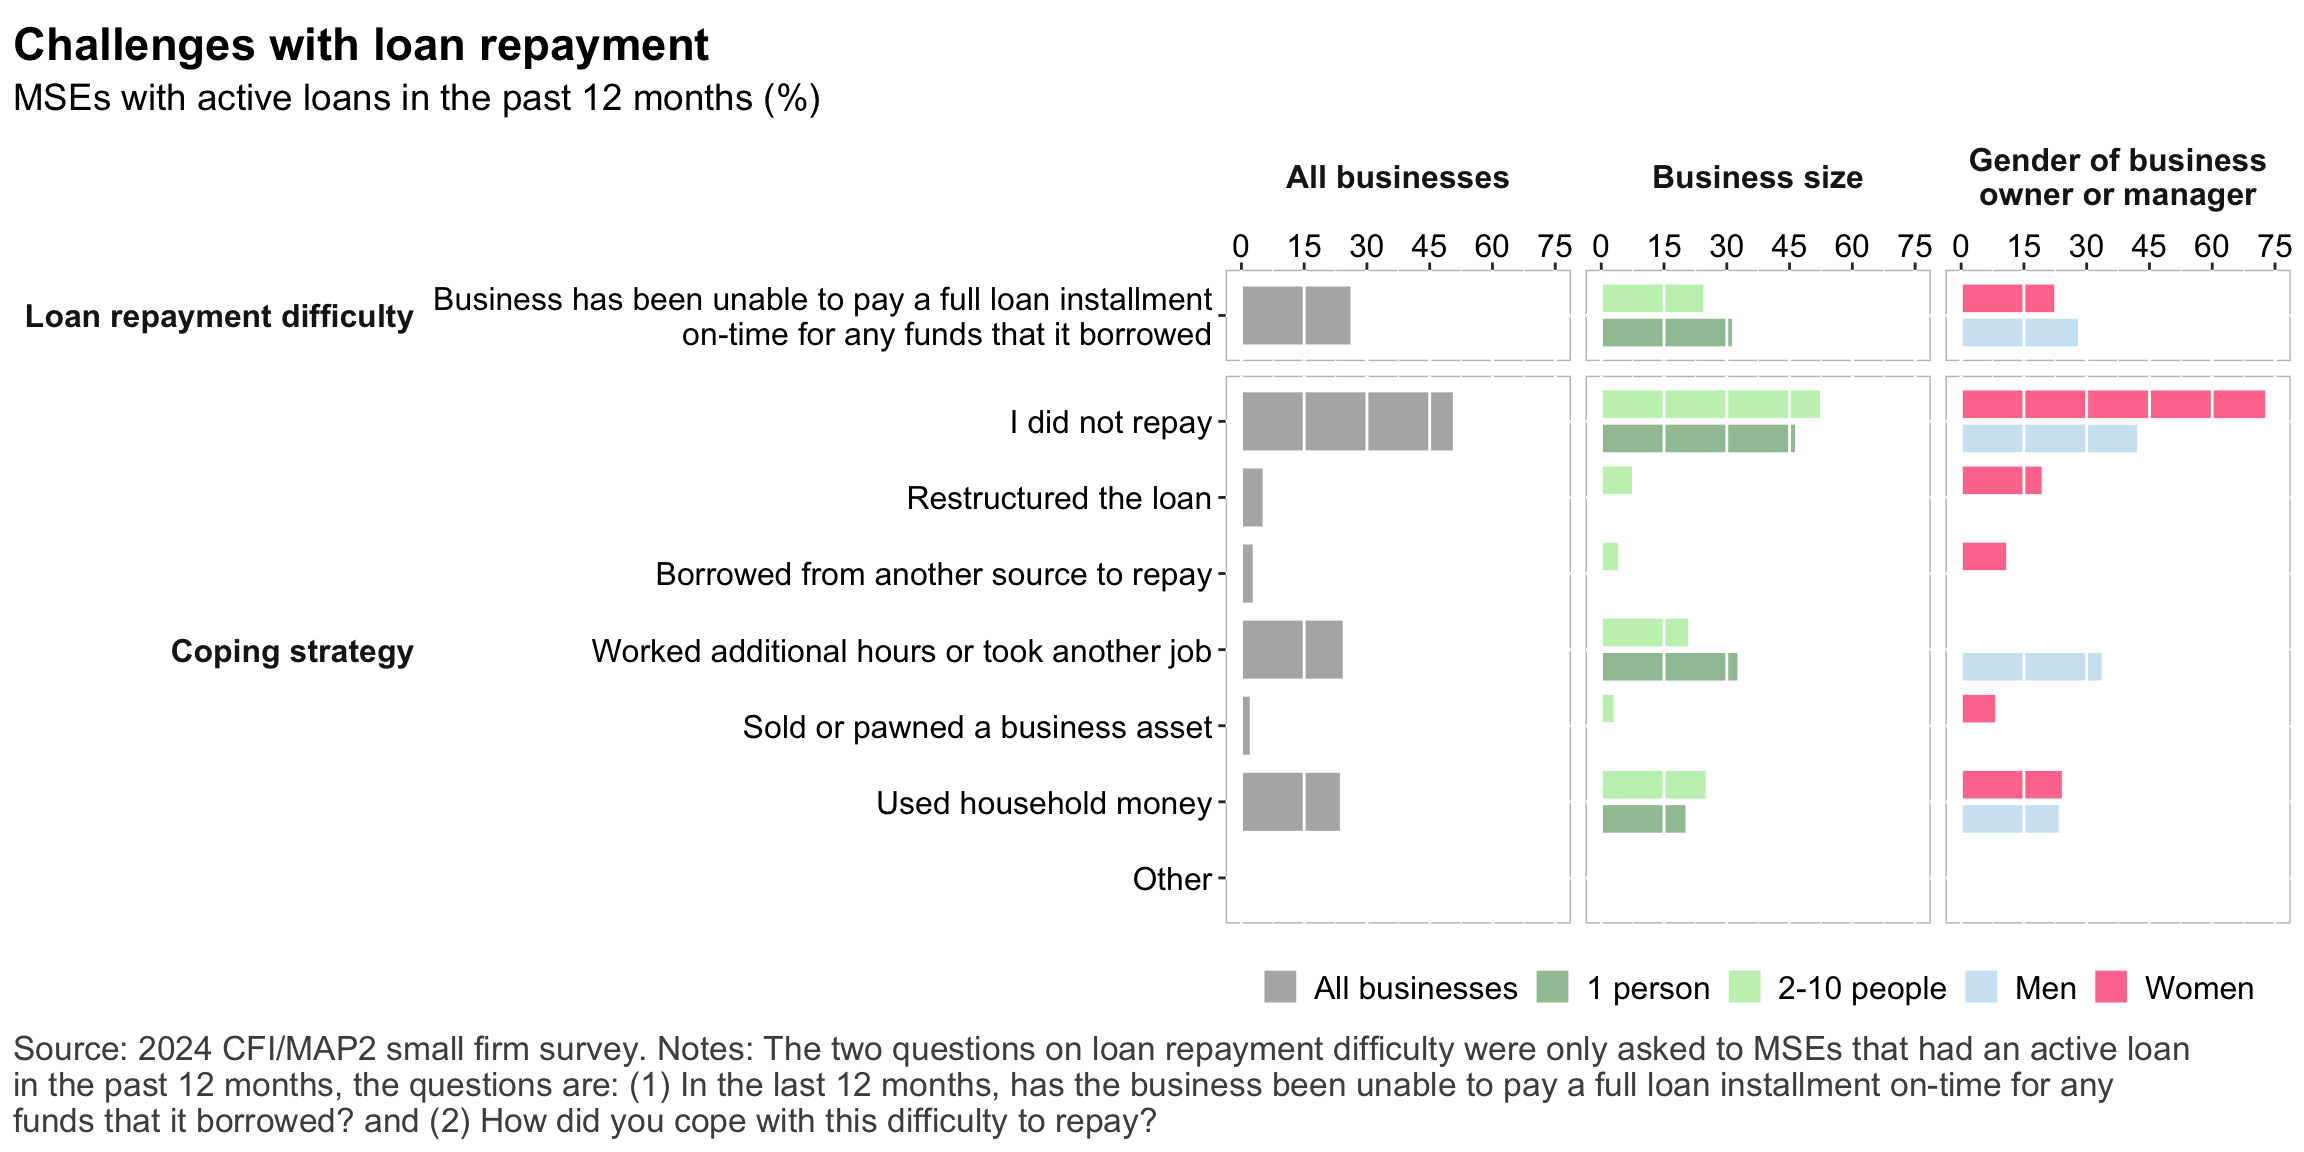 Challenges with loan repayment
MSEs with active loans in the past 12 months (%)
All businesses
Business size
Gender of business
owner or manager
0 15 30 45 60 75 0 15 30 45 60 75 0 15 30 45 60 75
Loan repayment difficulty
Business has been unable to pay a full loan installment
on-time for any funds that it borrowed
I did not repay
Restructured the loan
Borrowed from another source to repay
Coping strategy
Worked additional hours or took another job
Sold or pawned a business asset
Used household money
Other
All businesses 1 person 2-10 people Men Women
Source: 2024 CFI/MAP2 small firm survey. Notes: The two questions on loan repayment difficulty were only asked to MSEs that had an active loan
in the past 12 months, the questions are: (1) In the last 12 months, has the business been unable to pay a full loan installment on-time for any
funds that it borrowed? and (2) How did you cope with this difficulty to repay?